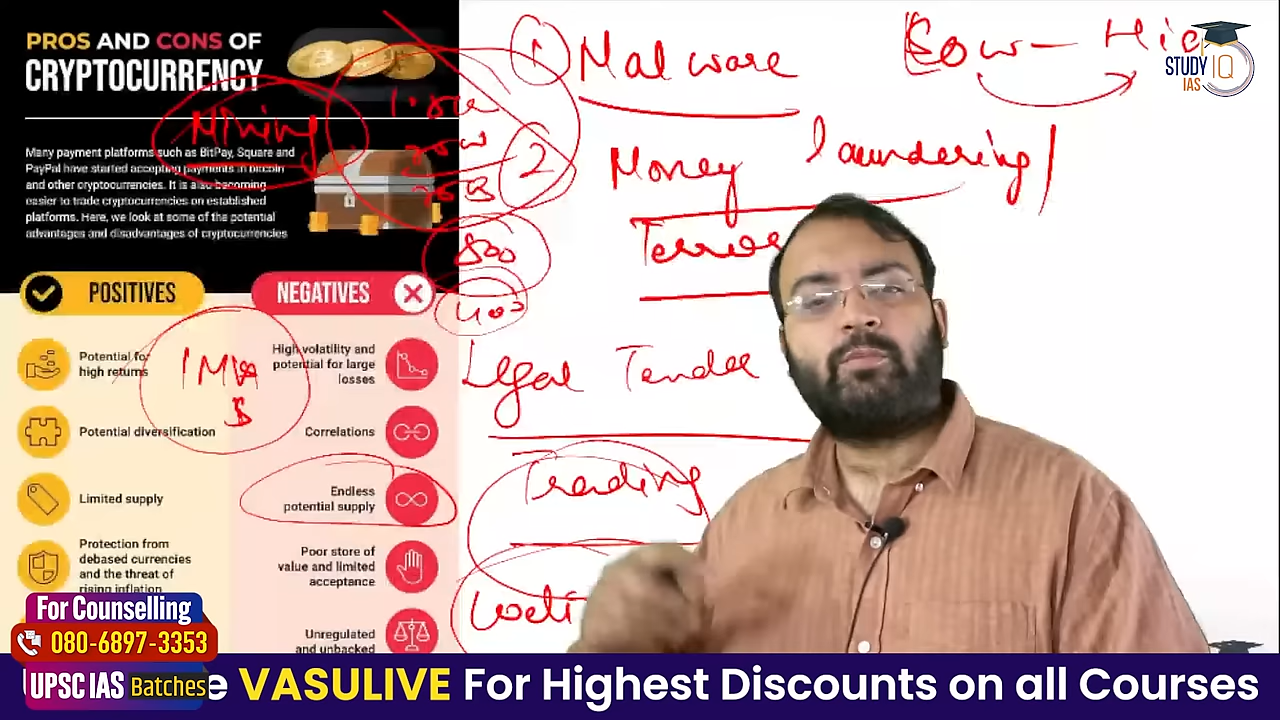 PROS AND CONS OF
CRYPTOCURRENCY
Many payment platforms such as BitPay, Square and
PayPal have started accepting payments in bitcoin
and other cryptocurrencies. It is also becoming
easier to trade cryptocurrencies on established
platforms. Here, we look at some of the potential
advantages and disadvantages of cryptocurrencies
Mining
POSITIVES
Potential for
high returns
Potential diversification
Limited supply
Protection from
debased currencies
and the threat of
rising inflation
NEGATIVES
High volatility and
potential for large
losses
Correlations
Endless
potential supply
Poor store of
value and limited
acceptance
Unregulated
and unbacked
1 Malware
2 Money laundering/
Legal Tender
Trading
500
400
STUDY IQ
IAS
For Counselling
080-6897-3353
UPSC IAS Batches
e VASULIVE For Highest Discounts on all Courses